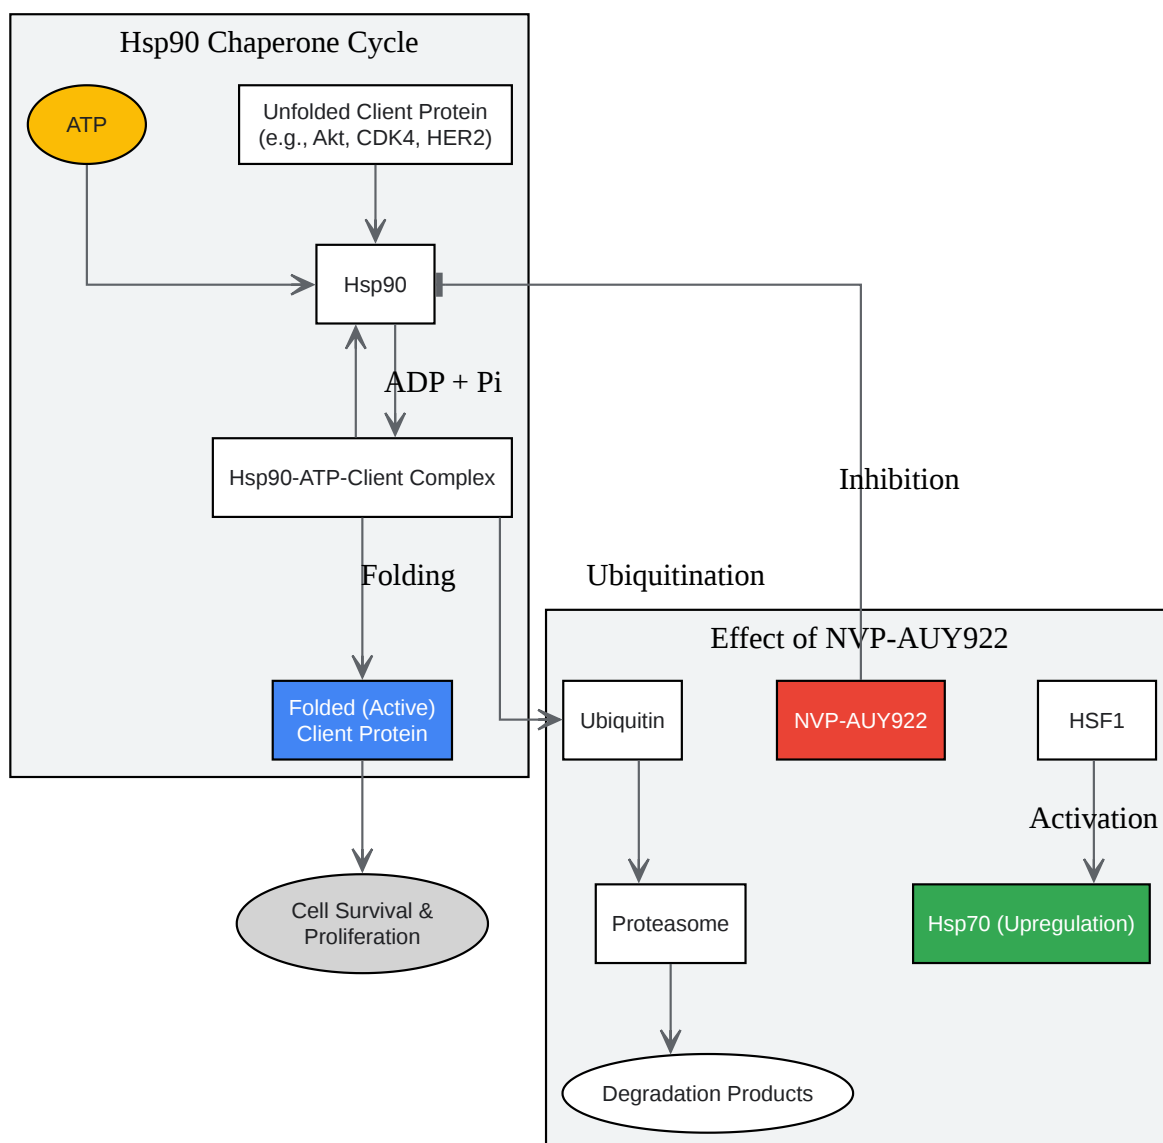 Hsp90 Chaperone Cycle
ATP
Unfolded Client Protein
(e.g., Akt, CDK4, HER2)
Hsp90
ADP + Pi
Hsp90-ATP-Client Complex
Inhibition
Folding
Ubiquitination
Effect of NVP-AUY922
Folded (Active)
Client Protein
Ubiquitin
NVP-AUY922
HSF1
Activation
Cell Survival &
Proliferation
Proteasome
Hsp70 (Upregulation)
Degradation Products